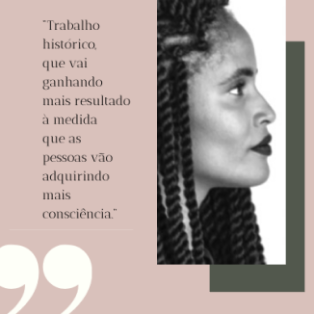 "Trabalho
histórico,
que vai
ganhando
mais resultado
à medida
que as
pessoas vão
adquirindo
mais
consciência."